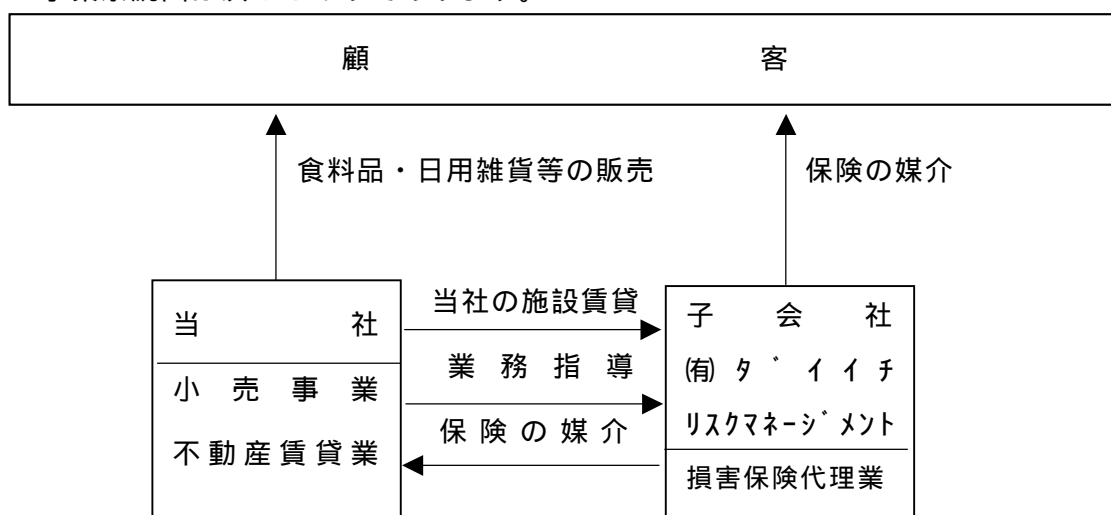 顧 客
食料品・日用雑貨等の販売
保険の媒介
当 社
小 売 事 業
不動産賃貸業
当社の施設賃貸
業 務 指 導
保 険 の 媒 介
子 会 社
㈲ ﾀﾞ ｲ ｲ ﾁ
ﾘｽｸﾏﾈｰｼﾞﾒﾝﾄ
損害保険代理業